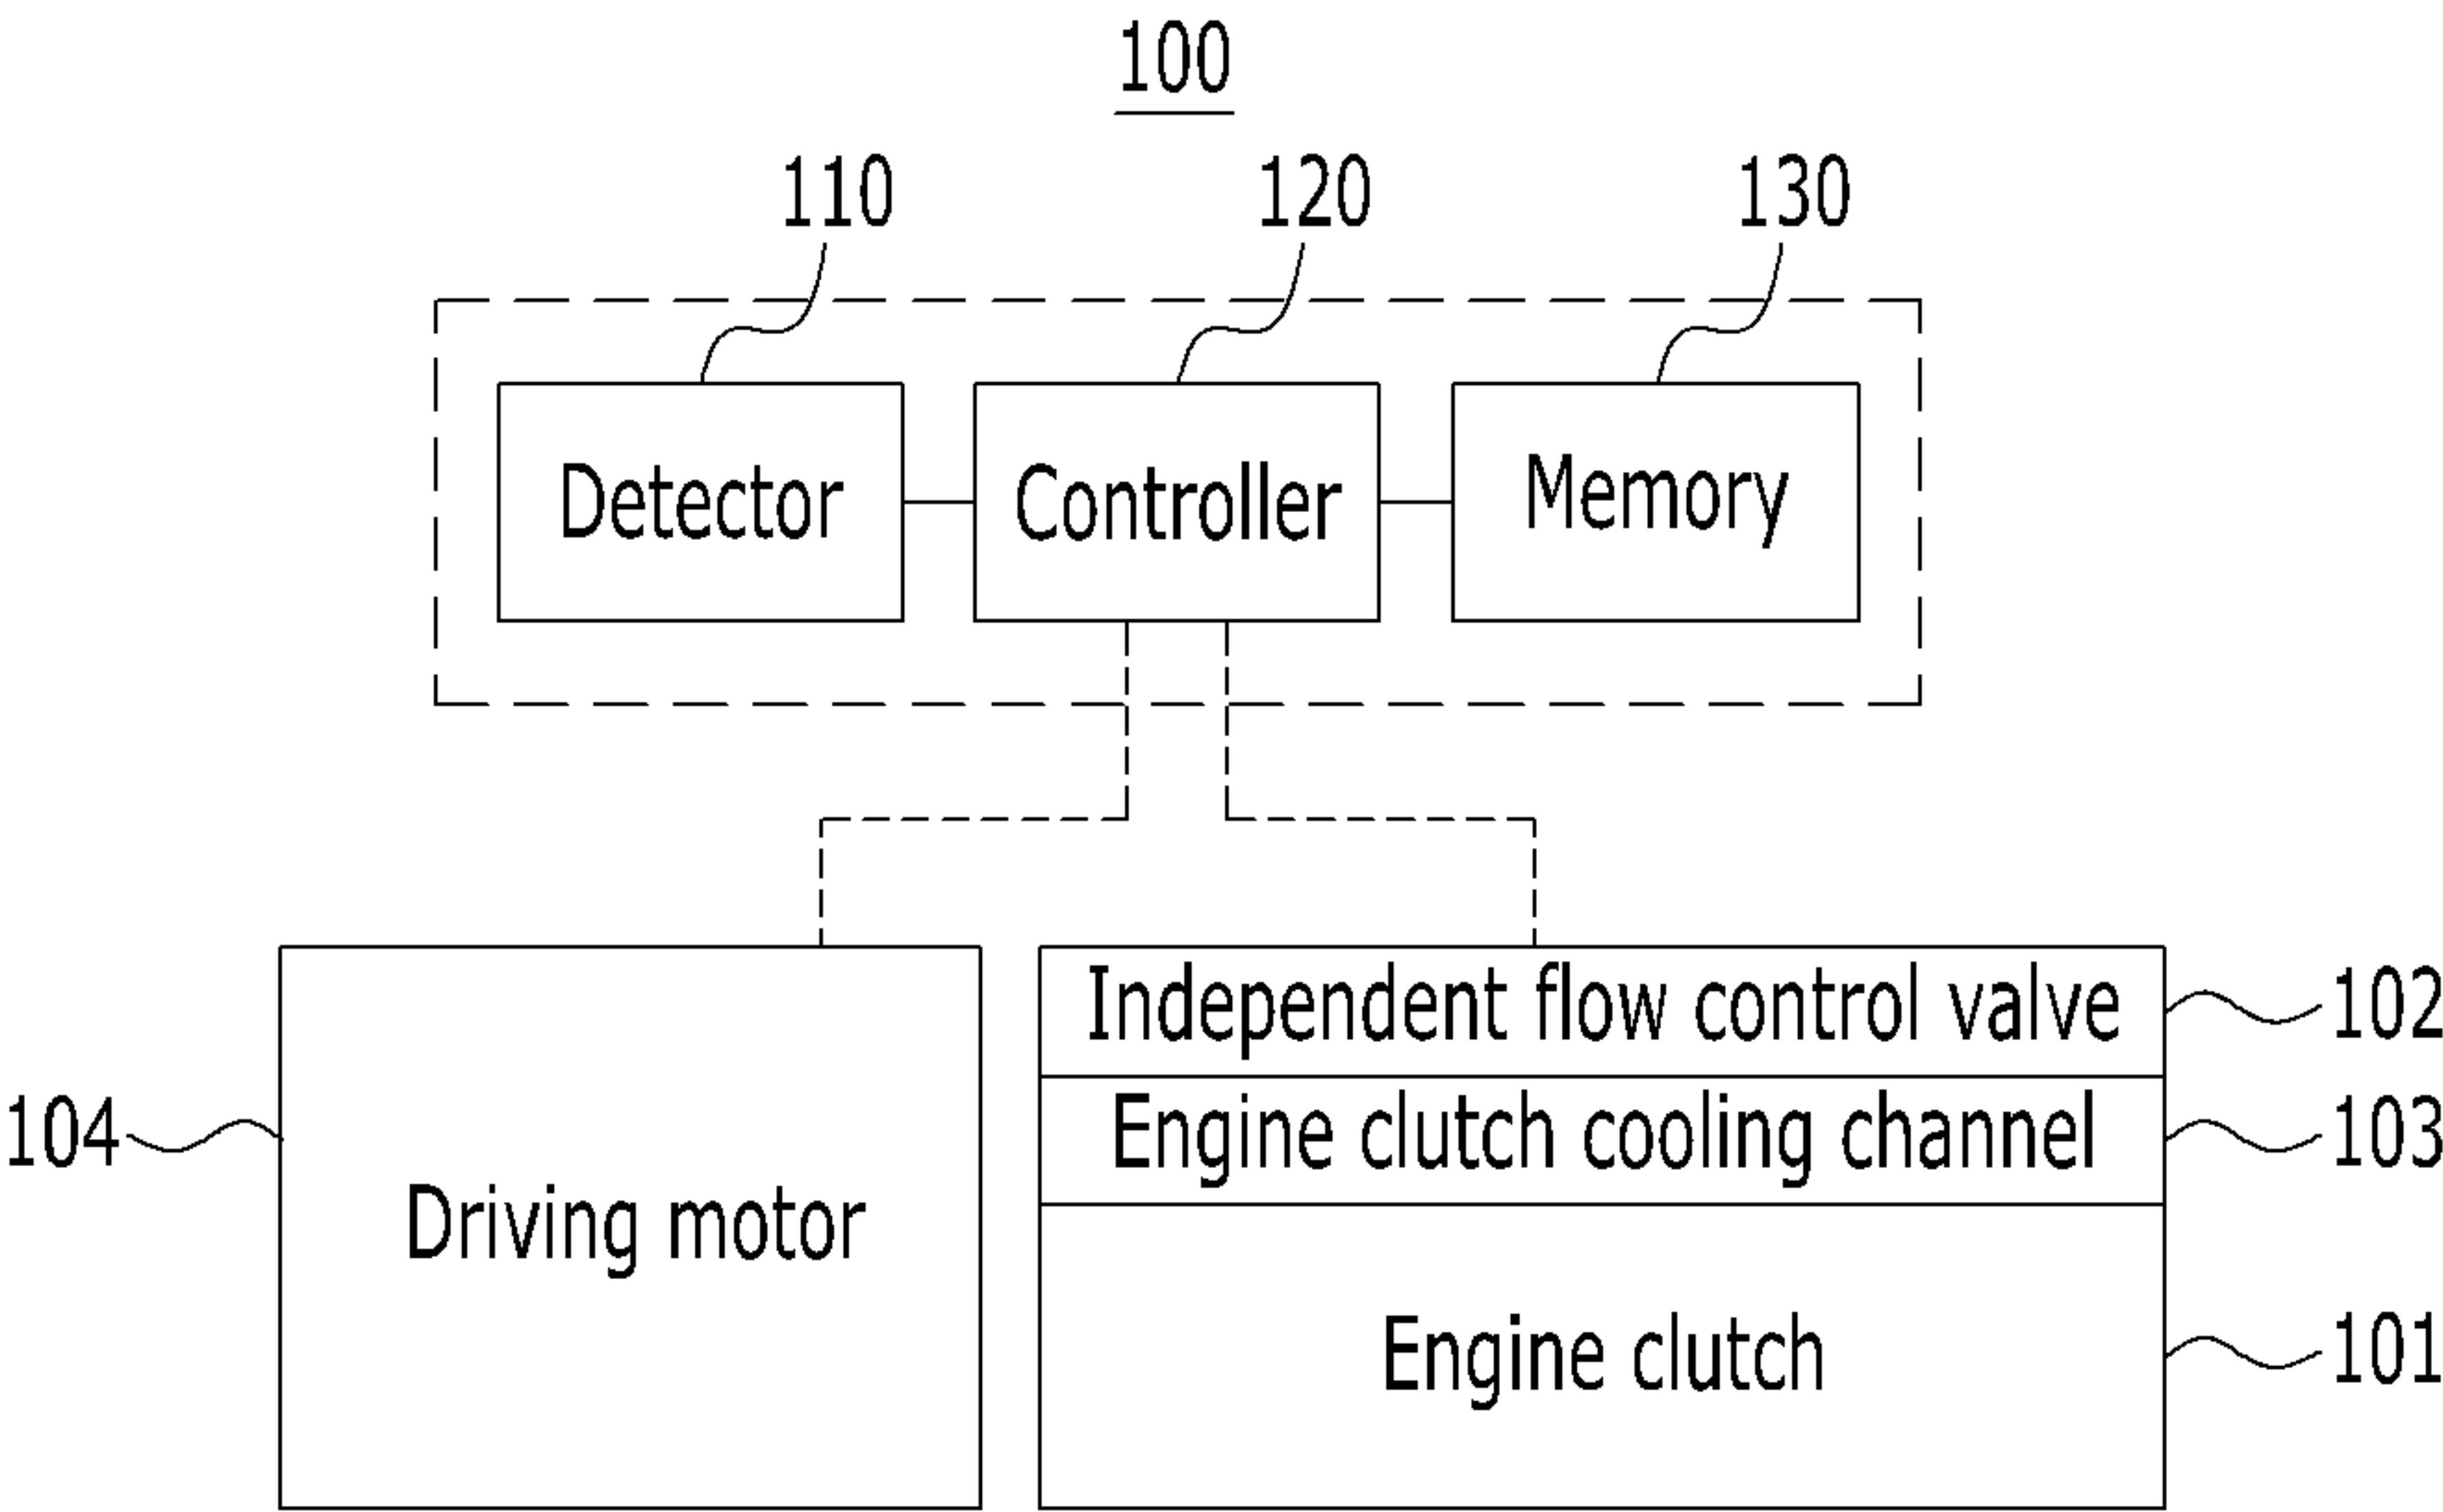 100
110
120
130
Detector
Controller
Memory
Independent flow control valve
102
Engine clutch cooling channel
103
104
Driving motor
Engine clutch
101